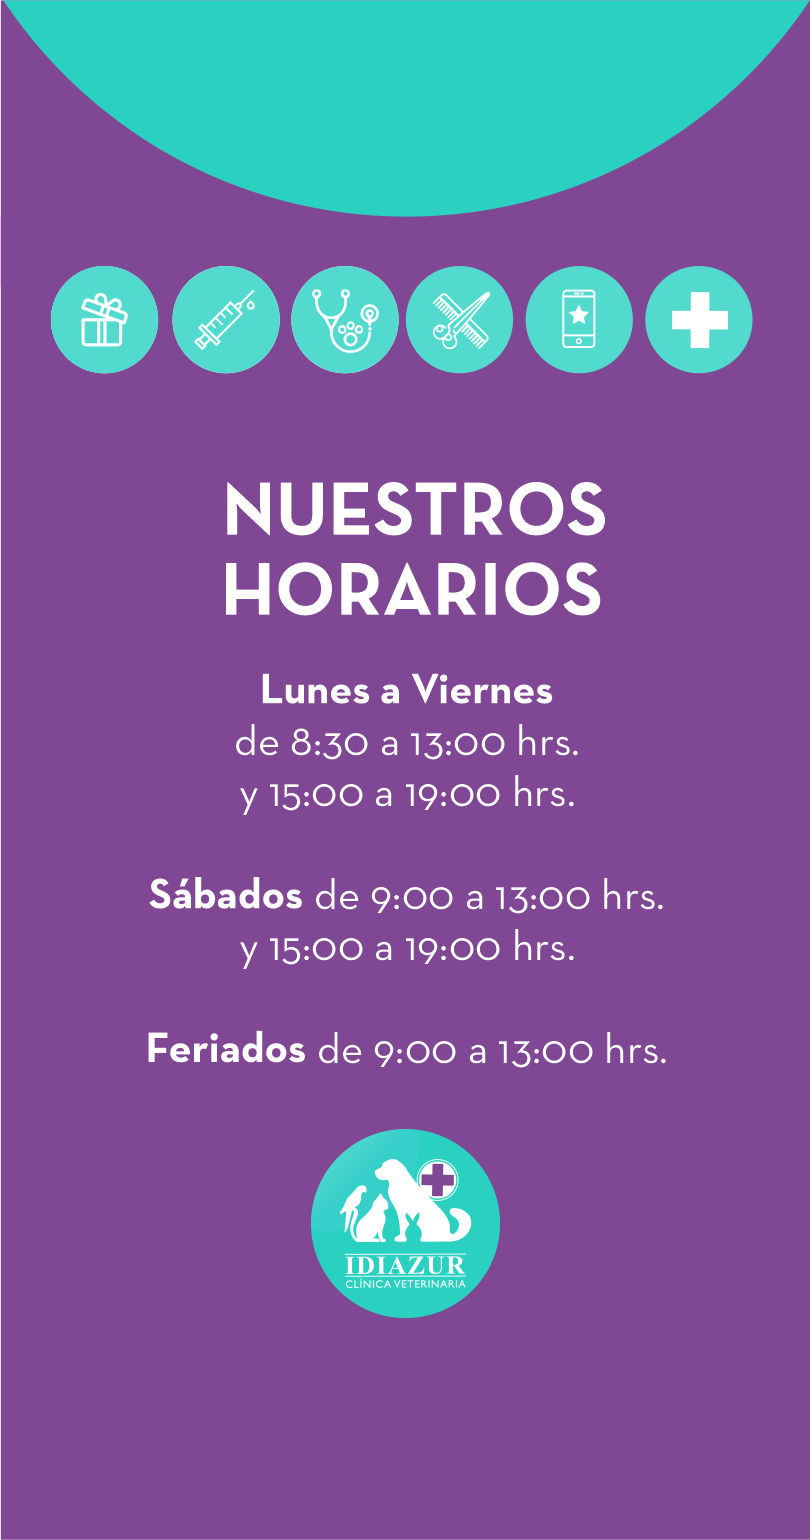 NUESTROS
HORARIOS
Lunes a Viernes
de 8:30 a 13:00 hrs.
y 15:00 a 19:00 hrs.
Sábados de 9:00 a 13:00 hrs.
y 15:00 a 19:00 hrs.
Feriados de 9:00 a 13:00 hrs.
IDIAZUR
CLÍNICA VETERINARIA